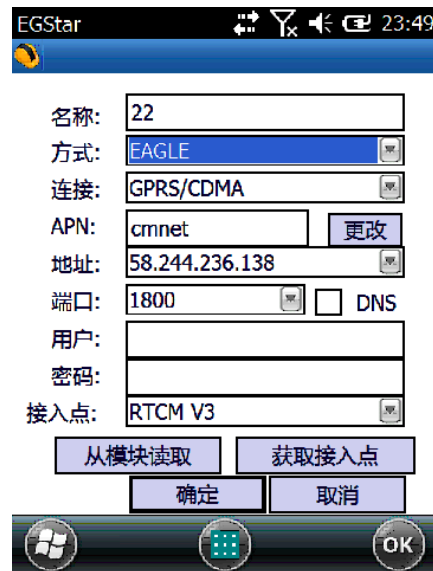 EGStar 23:49
名称: 22
方式: EAGLE
连接: GPRS/CDMA
APN: cmnet 更改
地址: 58.244.236.138
端口: 1800 DNS
用户:
密码:
接入点: RTCM V3
从模块读取 获取接入点
确定 取消
OK